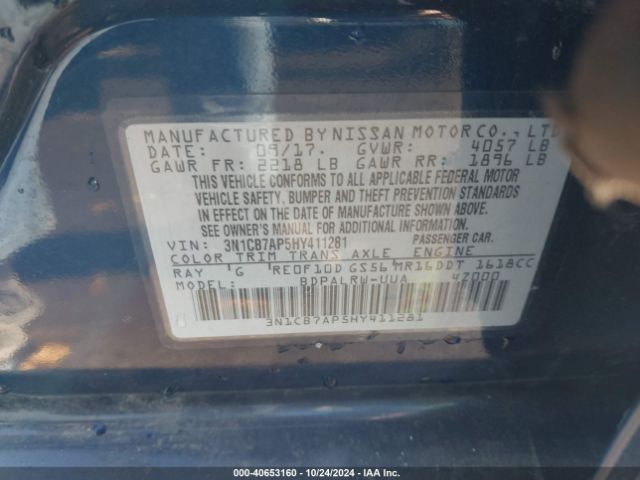 MANUFACTURED BY NISSAN MOTOR CO., LTD
DATE: 09/17. GVWR: 4057 LB
GAWR FR: 2218 LB GAWR RR: 1896 LB
THIS VEHICLE CONFORMS TO ALL APPLICABLE FEDERAL MOTOR
VEHICLE SAFETY, BUMPER AND THEFT PREVENTION STANDARDS
IN EFFECT ON THE DATE OF MANUFACTURE SHOWN ABOVE.
SEE OWNER'S MANUAL FOR ADDITIONAL INFORMATION.
VIN: 3N1CB7AP5HY411281 PASSENGER CAR.
COLOR TRIM TRANS AXLE ENGINE
RAY 'G RE0F10D GS56 MR16DDT 1618CC
MODEL: BDPALRW-UUA 4Z000
3N1CB7AP5HY411281
000-40653160 • 10/24/2024 • IAA Inc.